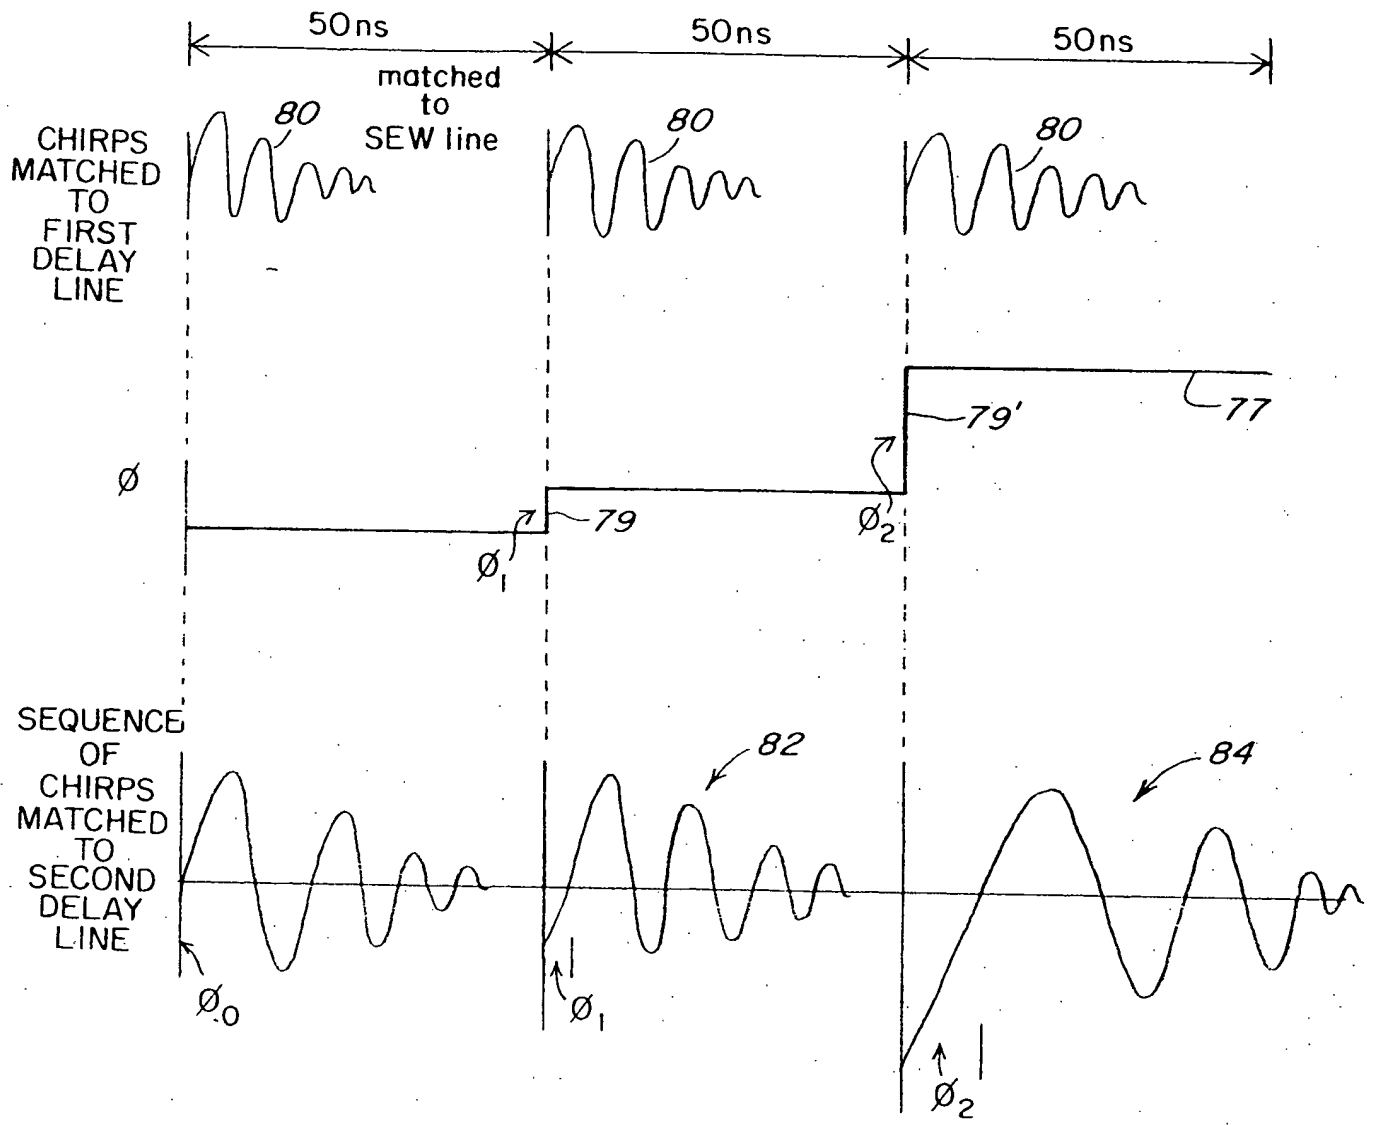 50ns
50ns
50ns
matched
to
SEW line
80
80
80
CHIRPS
MATCHED
TO
FIRST
DELAY
LINE
77
79'
Ø
79
Ø1
Ø2
SEQUENCE
OF
CHIRPS
MATCHED
TO
SECOND
DELAY
LINE
82
84
Ø0
Ø1
Ø2